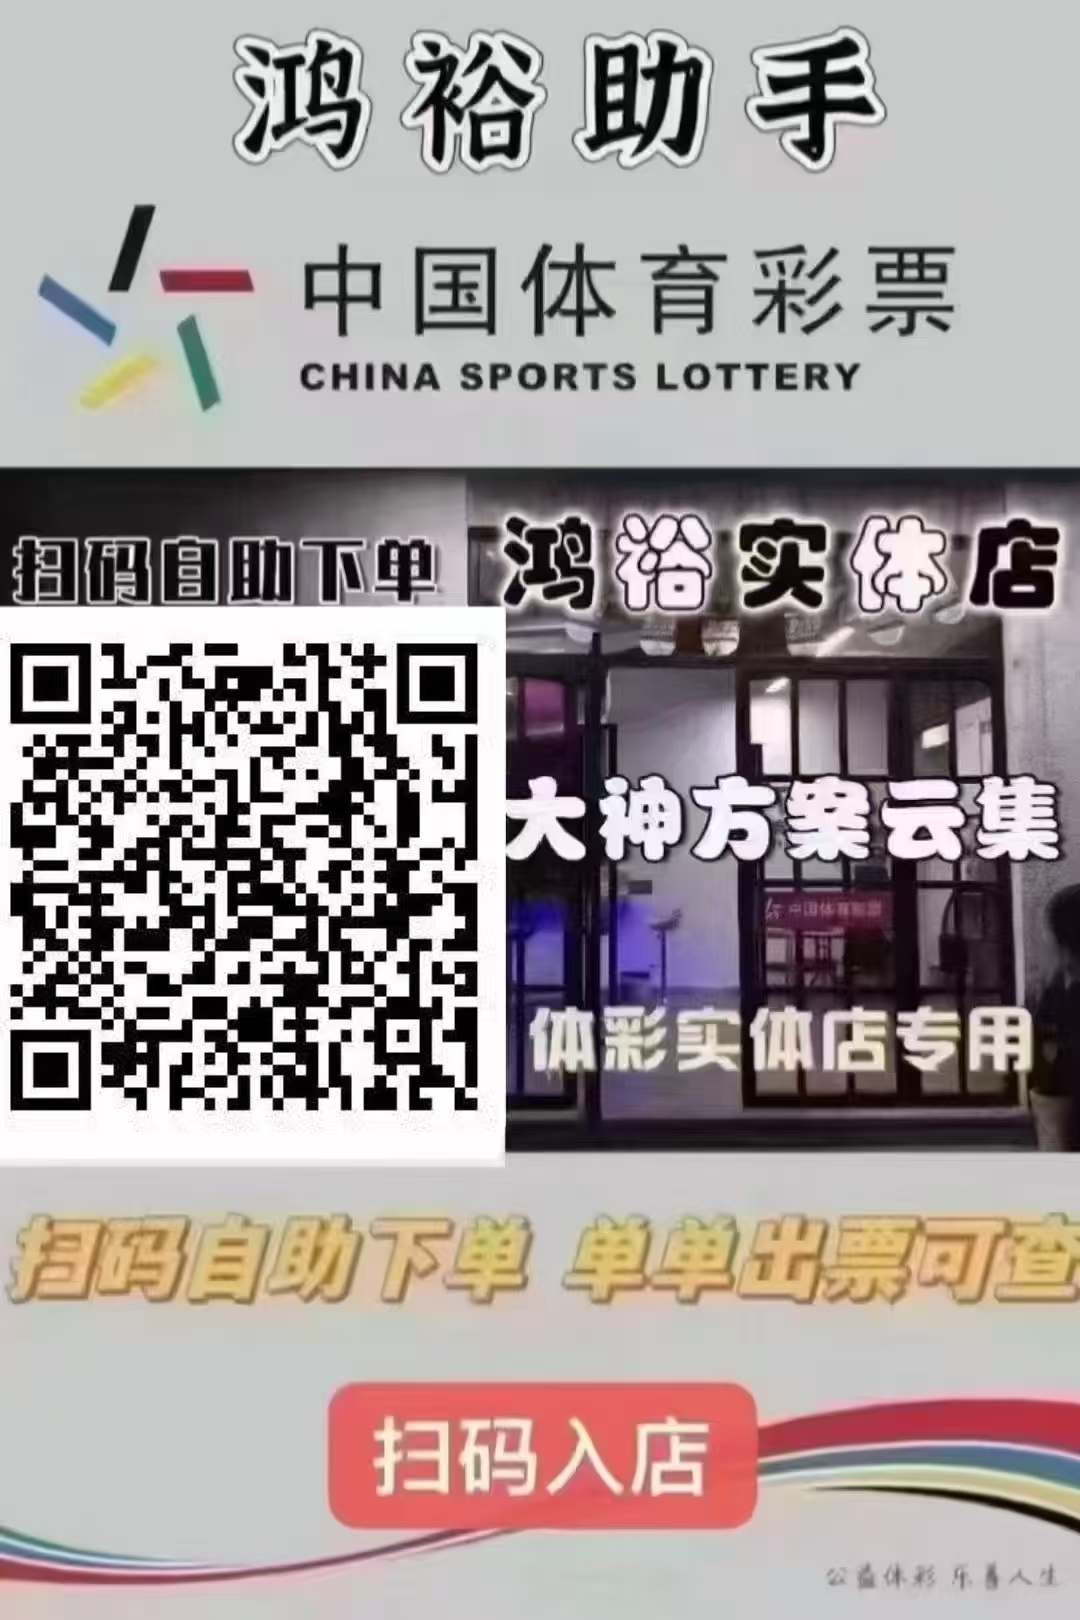 鸿裕助手
中国体育彩票
CHINA SPORTS LOTTERY
扫码自助下单
鸿裕实体店
大神方案云集
中国体育彩票
体彩实体店专用
扫码自助下单 单单出票可查
扫码入店
公益体彩 乐善人生